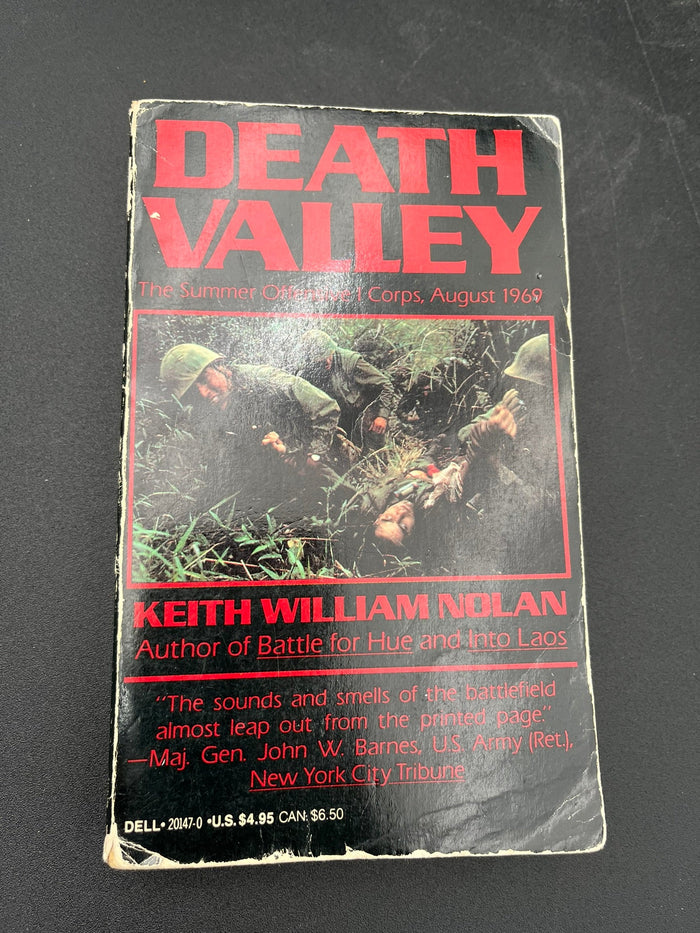 DEATH
VALLEY
The Summer Offensive I Corps, August 1969
KEITH WILLIAM NOLAN
Author of Battle for Hue and Into Laos
"The sounds and smells of the battlefield
almost leap out from the printed page."
—Maj. Gen. John W. Barnes, U.S. Army (Ret.),
New York City Tribune
DELL • 20147-0 • U.S. $4.95 CAN. $6.50